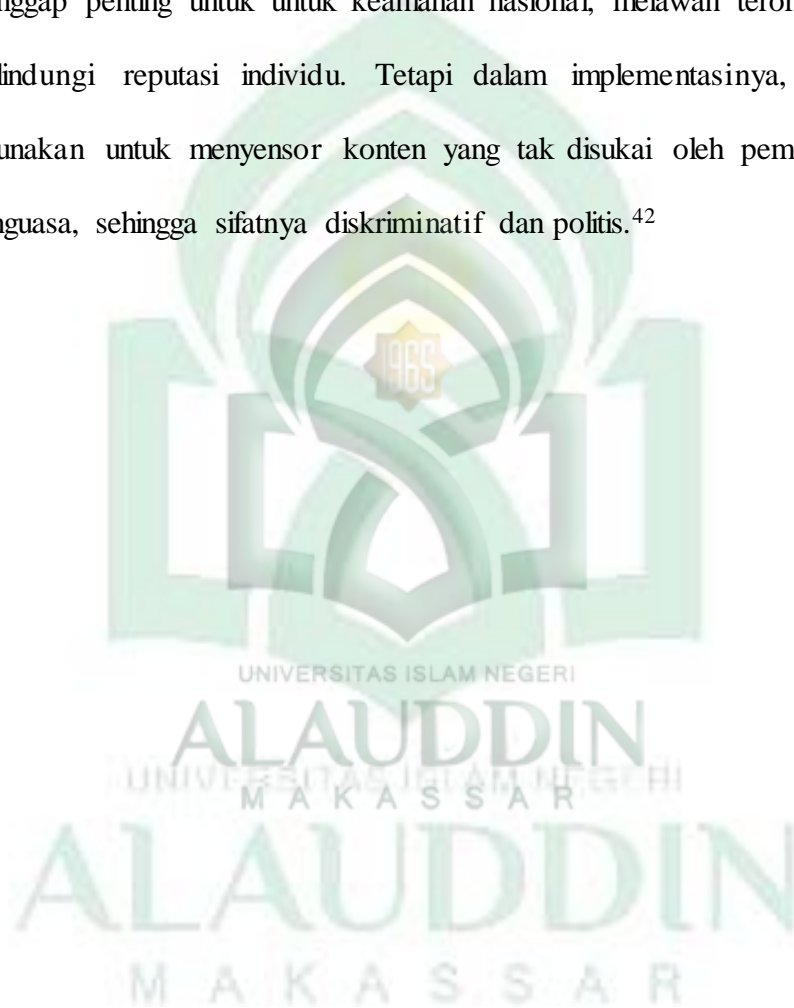 nggap penting untuk untuk keamanan nasional, melawan teror
lindungi reputasi individu. Tetapi dalam implementasinya,
unakan untuk menyensor konten yang tak disukai oleh pem
nguasa, sehingga sifatnya diskriminatif dan politis.42
1965
UNIVERSITAS ISLAM NEGERI
ALAUDDIN
UNIVERSITAS ISLAM NEGERI
MAKASSAR
ALAUDDIN
MAKASSAR